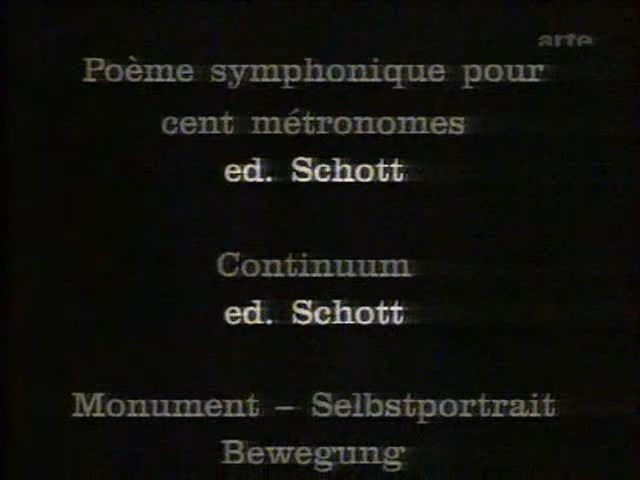 arte
Poème symphonique pour
cent métronomes
ed. Schott
Continuum
ed. Schott
Monument – Selbstportrait
Bewegung